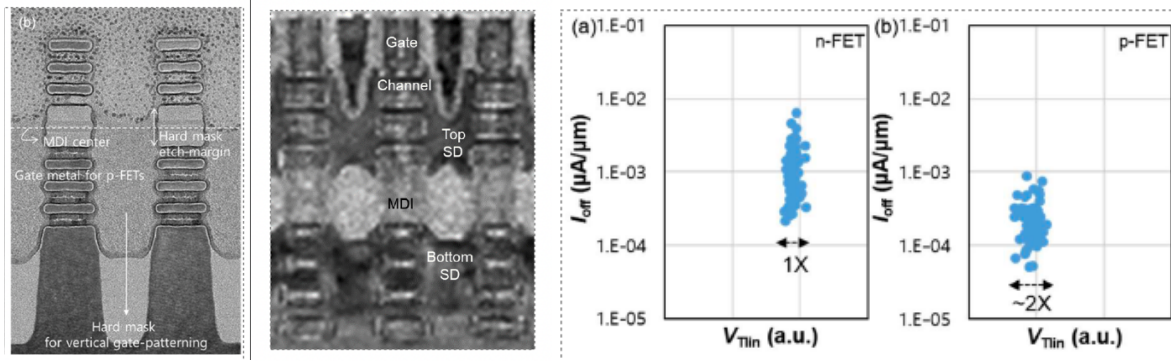 (b)
MDI center
Hard mask
etch-margin
Gate metal for p-FETs
Hard mask
for vertical gate-patterning
Gate
Channel
Top
SD
MDI
Bottom
SD
(a)
n-FET
1.E-01
1.E-02
1.E-03
1.E-04
1.E-05
Ioff (µA/µm)
1X
VTlin (a.u.)
(b)
p-FET
1.E-01
1.E-02
1.E-03
1.E-04
1.E-05
Ioff (µA/µm)
~2X
VTlin (a.u.)